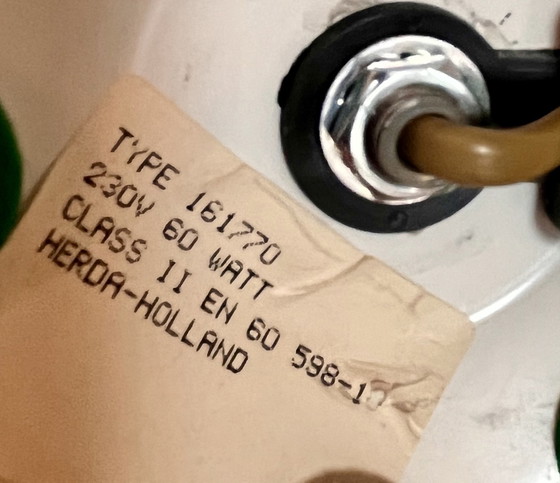 TYPE 161770
230V 60 WATT
CLASS II EN 60 598-1
HERDA-HOLLAND